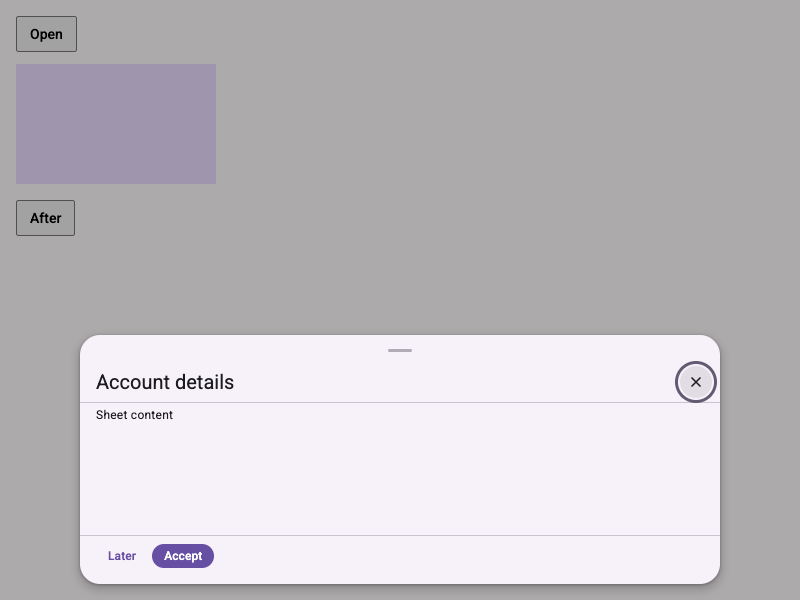 Open
After
Account details
Sheet content
Later
Accept